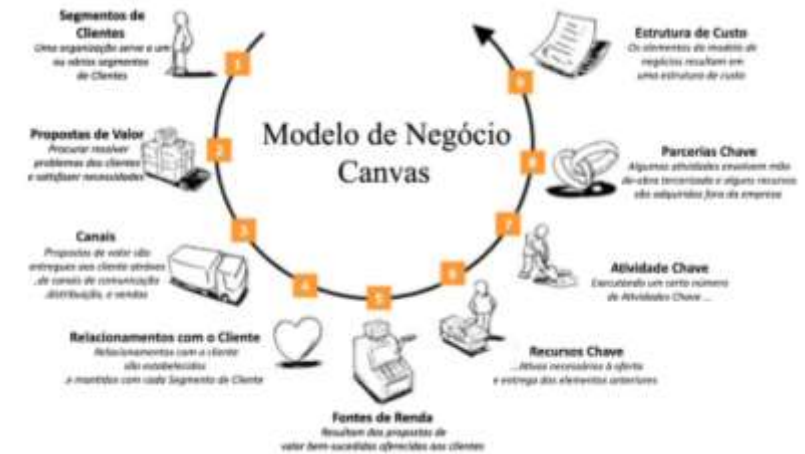 Segmentos de
Clientes
Uma organização serve a um
ou vários segmentos
de Clientes
1
Propostas de Valor
Procurar resolver
problemas dos clientes
e satisfazer necessidades
2
Canais
Propostas de valor são
entregues aos cliente através
.de canais de comunicação
.distribuição, e vendas
3
Relacionamentos com o Cliente
Relacionamentos com o cliente
são estabelecidos
.e mantidos com cada Segmento de Cliente
4
Fontes de Renda
Resultam das propostas de
valor bem-sucedidas oferecidas aos clientes
5
Recursos Chave
...Ativos necessários à oferta
e entrega dos elementos anteriores
6
Atividade Chave
Executando um certo número
de Atividades Chave ...
7
Parcerias Chave
Algumas atividades envolvem mão
de-obra terceirizada e alguns recursos
são adquiridos fora da empresa
8
Estrutura de Custo
Os elementos do modelo de
negócios resultam em
uma estrutura de custo
9
Modelo de Negócio
Canvas